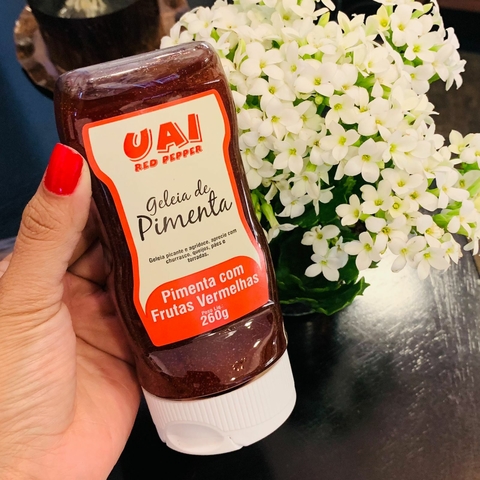 UAI
RED PEPPER
Geleia de
Pimenta
Geleia picante e agridoce, aprecie com
churrasco, queijos, pães e
torradas.
Pimenta com
Frutas Vermelhas
260g